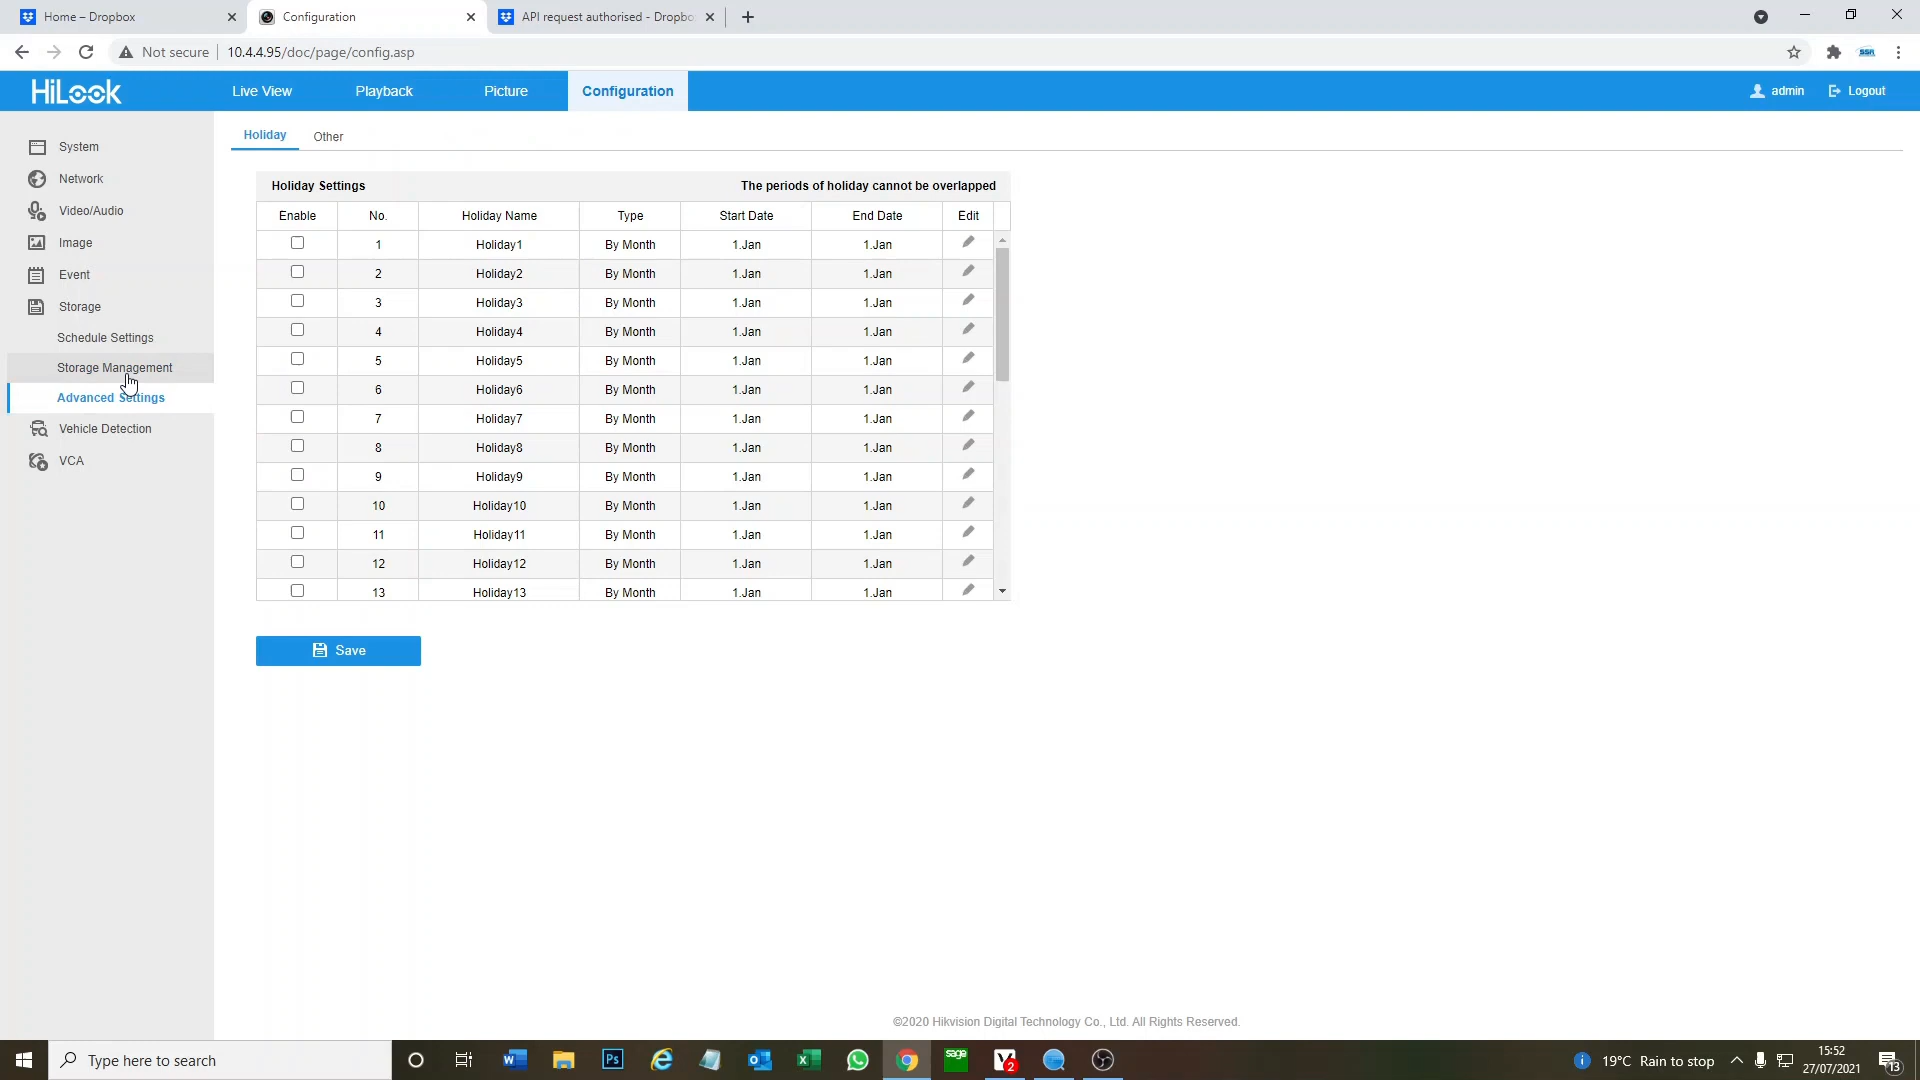 Home – Dropbox
Configuration
API request authorised - Dropbo
Not secure
10.4.4.95/doc/page/config.asp
HiLook
Live View
Playback
Picture
Configuration
admin
Logout
System
Network
Video/Audio
Image
Event
Storage
Schedule Settings
Storage Management
Advanced Settings
Vehicle Detection
VCA
Holiday
Other
Holiday Settings
The periods of holiday cannot be overlapped
Enable No. Holiday Name Type Start Date End Date Edit
1 Holiday1 By Month 1.Jan 1.Jan
2 Holiday2 By Month 1.Jan 1.Jan
3 Holiday3 By Month 1.Jan 1.Jan
4 Holiday4 By Month 1.Jan 1.Jan
5 Holiday5 By Month 1.Jan 1.Jan
6 Holiday6 By Month 1.Jan 1.Jan
7 Holiday7 By Month 1.Jan 1.Jan
8 Holiday8 By Month 1.Jan 1.Jan
9 Holiday9 By Month 1.Jan 1.Jan
10 Holiday10 By Month 1.Jan 1.Jan
11 Holiday11 By Month 1.Jan 1.Jan
12 Holiday12 By Month 1.Jan 1.Jan
13 Holiday13 By Month 1.Jan 1.Jan
Save
©2020 Hikvision Digital Technology Co., Ltd. All Rights Reserved.
Type here to search
Ps
sage
2
19°C Rain to stop
15:52
27/07/2021
13